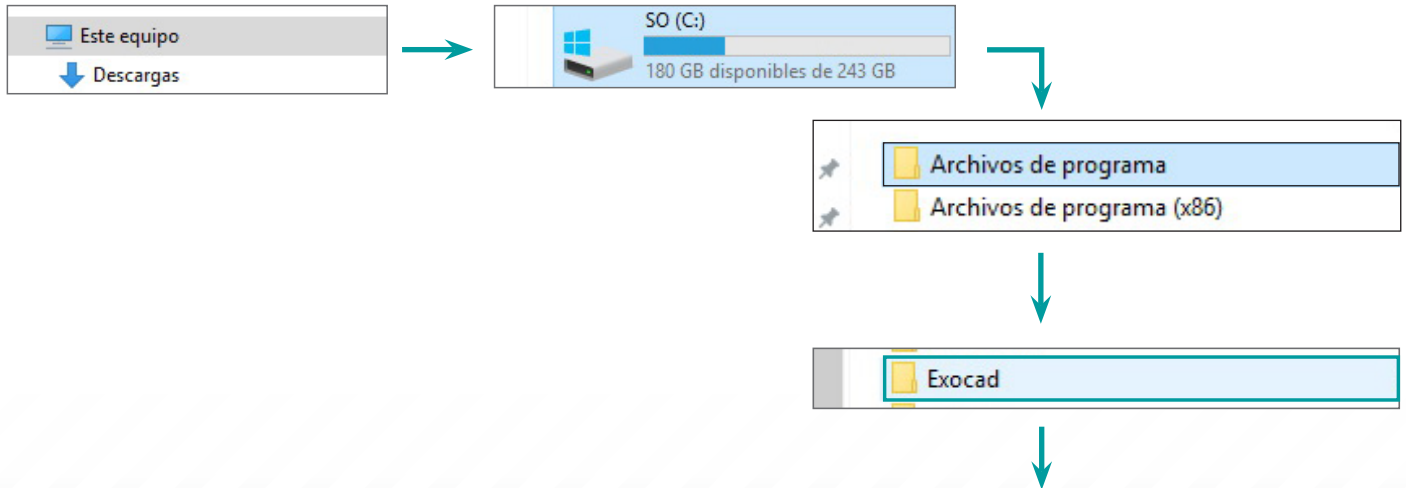 Este equipo
Descargas
SO (C:)
180 GB disponibles de 243 GB
Archivos de programa
Archivos de programa (x86)
Exocad